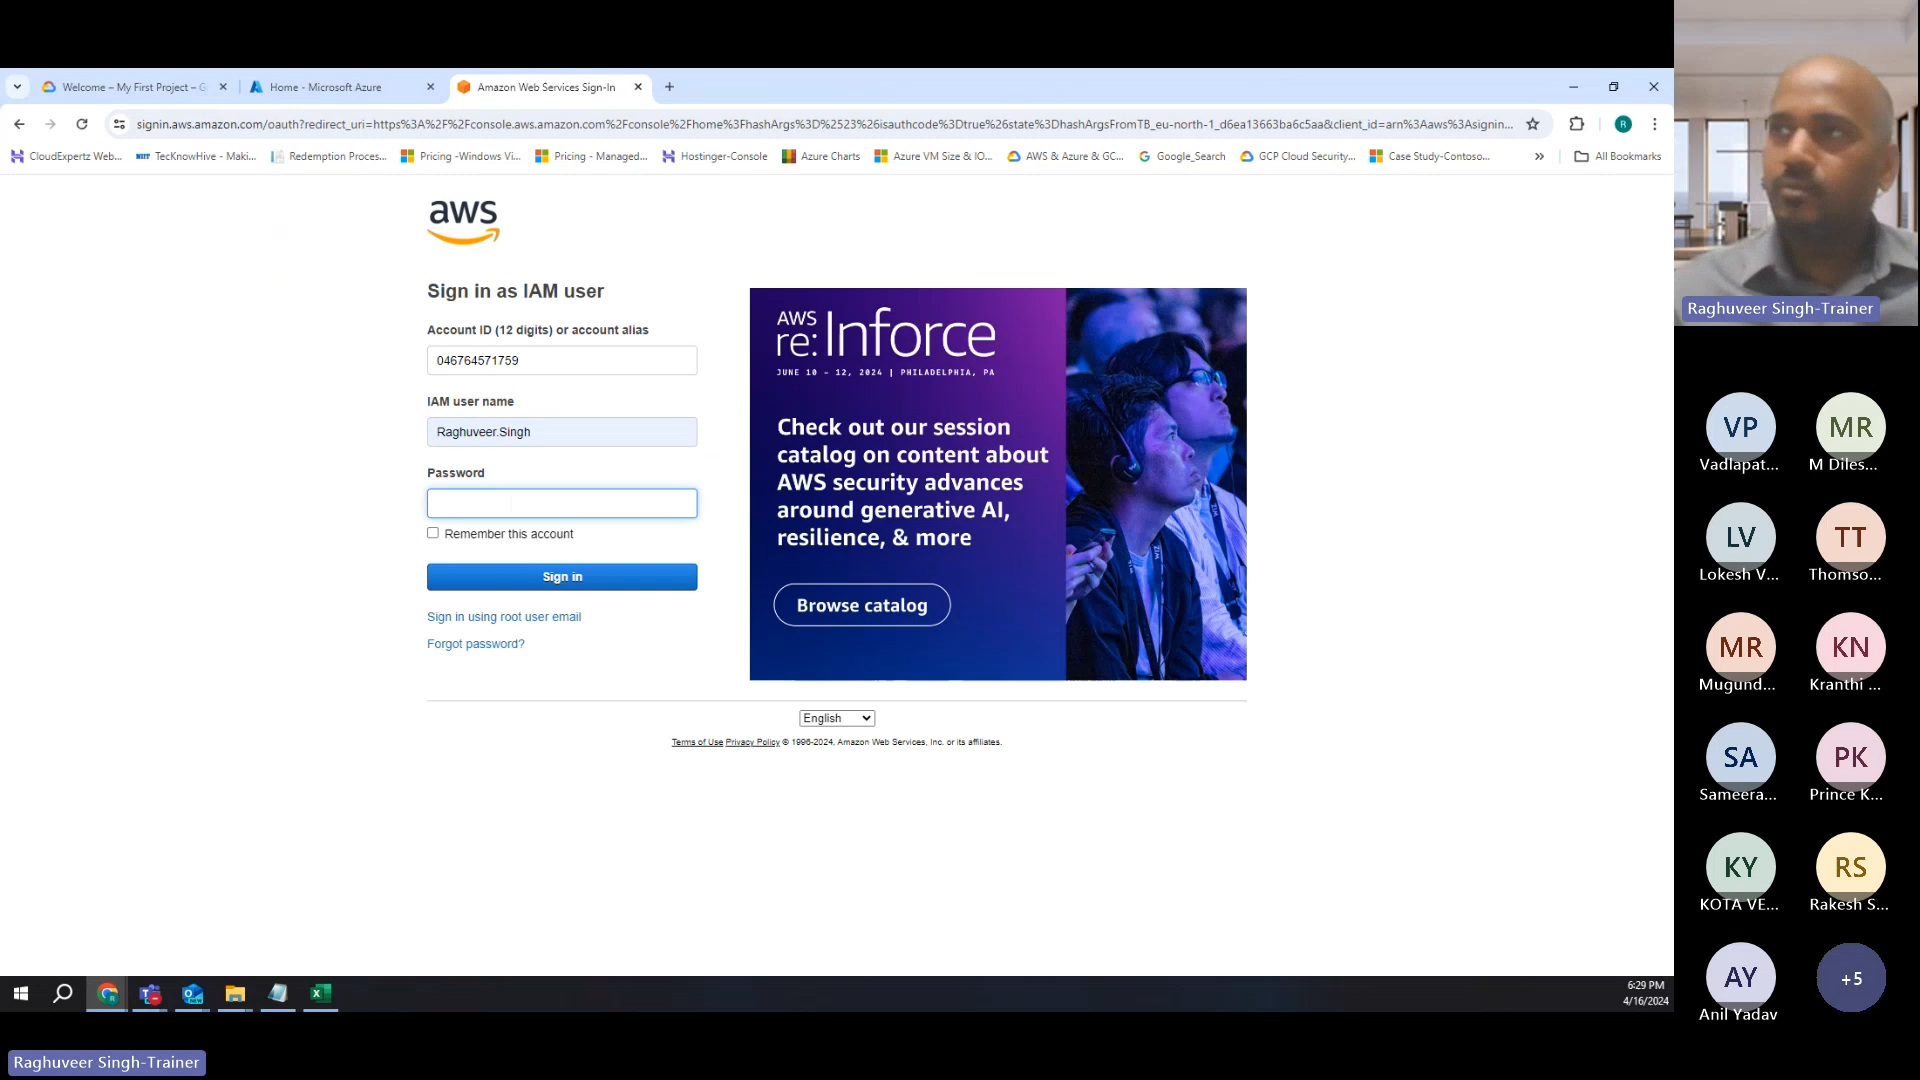 Welcome – My First Project – G
Home - Microsoft Azure
Amazon Web Services Sign-In
signin.aws.amazon.com/oauth?redirect_uri=https%3A%2F%2Fconsole.aws.amazon.com%2Fconsole%2Fhome%3FhashArgs%3D%2523%26isauthcode%3Dtrue%26state%3DhashArgsFromTB_eu-north-1_d6ea13663ba6c5aa&client_id=arn%3Aaws%3Asignin...
R
CloudExpertz Web...
NIIT
TecKnowHive - Maki...
Redemption Proces...
Pricing -Windows Vi...
Pricing - Managed...
Hostinger-Console
Azure Charts
Azure VM Size & IO...
AWS & Azure & GC...
Google_Search
GCP Cloud Security...
Case Study-Contoso...
»
All Bookmarks
aws
Sign in as IAM user
Account ID (12 digits) or account alias
046764571759
IAM user name
Raghuveer.Singh
Password
Remember this account
Sign in
Sign in using root user email
Forgot password?
AWS
re:Inforce
JUNE 10 – 12, 2024 | PHILADELPHIA, PA
Check out our session
catalog on content about
AWS security advances
around generative AI,
resilience, & more
Browse catalog
English
Terms of Use Privacy Policy © 1996-2024, Amazon Web Services, Inc. or its affiliates.
6:29 PM
4/16/2024
Raghuveer Singh-Trainer
Raghuveer Singh-Trainer
VP
Vadlapat...
MR
M Diles...
LV
Lokesh V...
TT
Thomso...
MR
Mugund...
KN
Kranthi ...
SA
Sameera...
PK
Prince K...
KY
KOTA VE...
RS
Rakesh S...
AY
Anil Yadav
+5